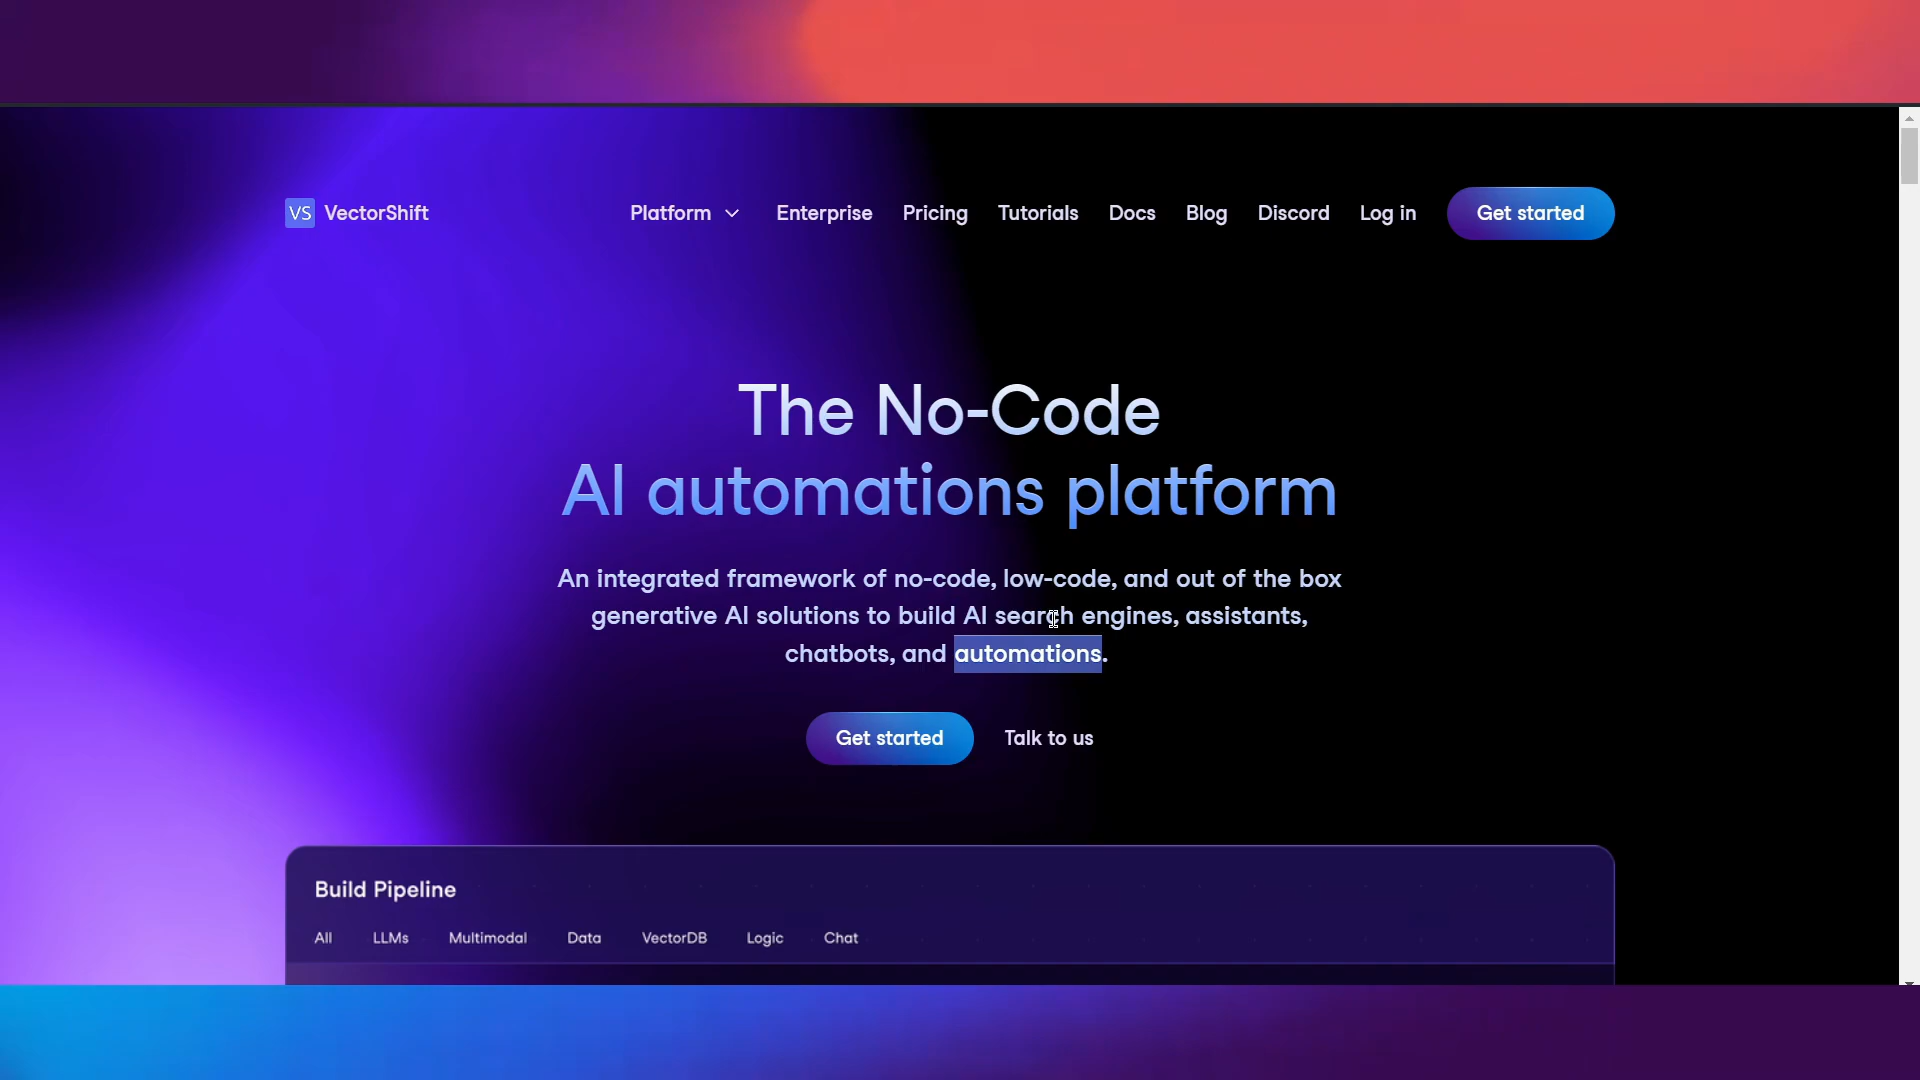 VS VectorShift
Platform Enterprise Pricing Tutorials Docs Blog Discord Log in Get started
The No-Code
AI automations platform
An integrated framework of no-code, low-code, and out of the box
generative AI solutions to build AI search engines, assistants,
chatbots, and automations.
Get started Talk to us
Build Pipeline
All LLMs Multimodal Data VectorDB Logic Chat